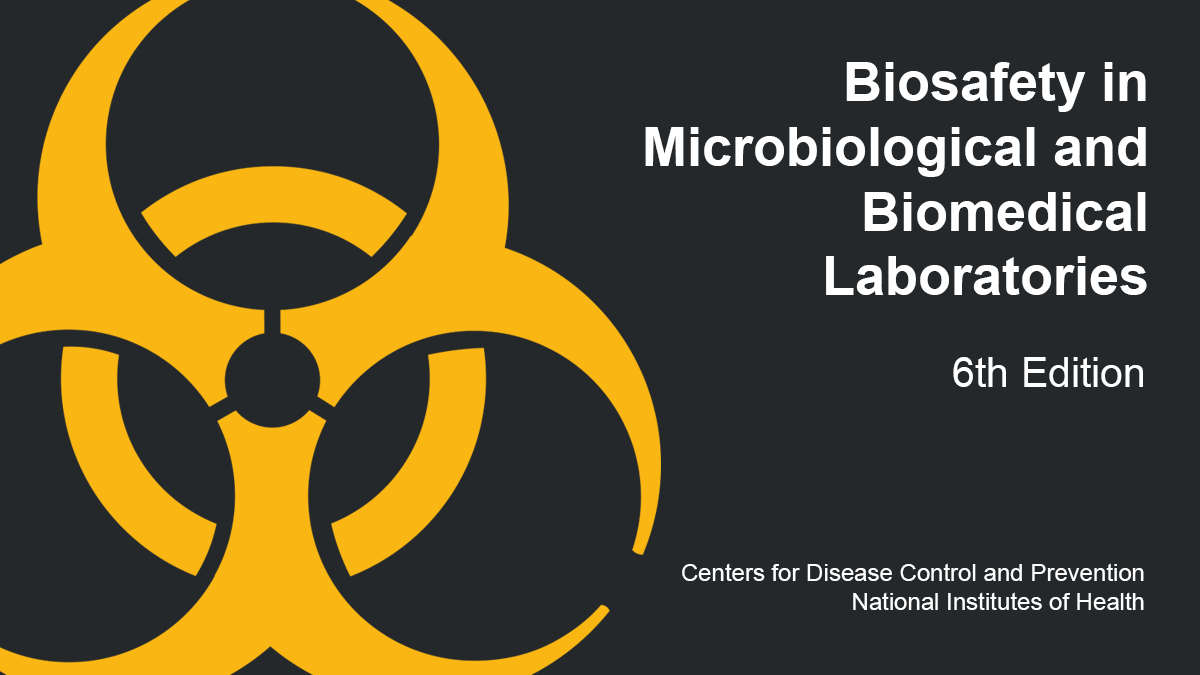 Biosafety in
Microbiological and
Biomedical
Laboratories
6th Edition
Centers for Disease Control and Prevention
National Institutes of Health